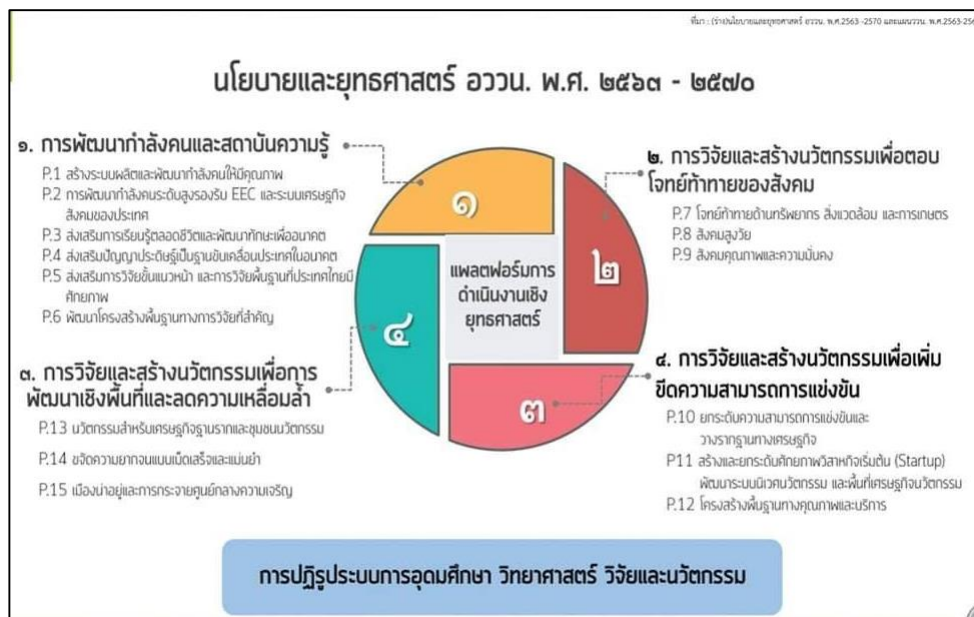 ที่มา : (ร่าง)นโยบายและยุทธศาสตร์ อววน. พ.ศ.2563 -2570 และแผนววน. พ.ศ.2563-256
นโยบายและยุทธศาสตร์ อววน. พ.ศ. ๒๕๖๓ - ๒๕๗๐
๑. การพัฒนากำลังคนและสถาบันความรู้
P.1 สร้างระบบผลิตและพัฒนากำลังคนให้มีคุณภาพ
P.2 การพัฒนากำลังคนระดับสูงรองรับ EEC และระบบเศรษฐกิจ
สังคมของประเทศ
P.3 ส่งเสริมการเรียนรู้ตลอดชีวิตและพัฒนาทักษะเพื่ออนาคต
P.4 ส่งเสริมปัญญาประดิษฐ์เป็นฐานขับเคลื่อนประเทศในอนาคต
P.5 ส่งเสริมการวิจัยขั้นแนวหน้า และการวิจัยพื้นฐานที่ประเทศไทยมี
ศักยภาพ
P.6 พัฒนาโครงสร้างพื้นฐานทางการวิจัยที่สำคัญ
๑
๒
๓
๔
แพลตฟอร์มการ
ดำเนินงานเชิง
ยุทธศาสตร์
๒. การวิจัยและสร้างนวัตกรรมเพื่อตอบ
โจทย์ท้าทายของสังคม
P.7 โจทย์ท้าทายด้านทรัพยากร สิ่งแวดล้อม และการเกษตร
P.8 สังคมสูงวัย
P.9 สังคมคุณภาพและความมั่นคง
๓. การวิจัยและสร้างนวัตกรรมเพื่อการ
พัฒนาเชิงพื้นที่และลดความเหลื่อมล้ำ
P.13 นวัตกรรมสำหรับเศรษฐกิจฐานรากและชุมชนนวัตกรรม
P.14 ขจัดความยากจนแบบเบ็ดเสร็จและแม่นยำ
P.15 เมืองน่าอยู่และการกระจายศูนย์กลางความเจริญ
๔. การวิจัยและสร้างนวัตกรรมเพื่อเพิ่ม
ขีดความสามารถการแข่งขัน
P.10 ยกระดับความสามารถการแข่งขันและ
วางรากฐานทางเศรษฐกิจ
P11 สร้างและยกระดับศักยภาพวิสาหกิจเริ่มต้น (Startup)
พัฒนาระบบนิเวศนวัตกรรม และพื้นที่เศรษฐกิจนวัตกรรม
P.12 โครงสร้างพื้นฐานทางคุณภาพและบริการ
การปฏิรูประบบการอุดมศึกษา วิทยาศาสตร์ วิจัยและนวัตกรรม